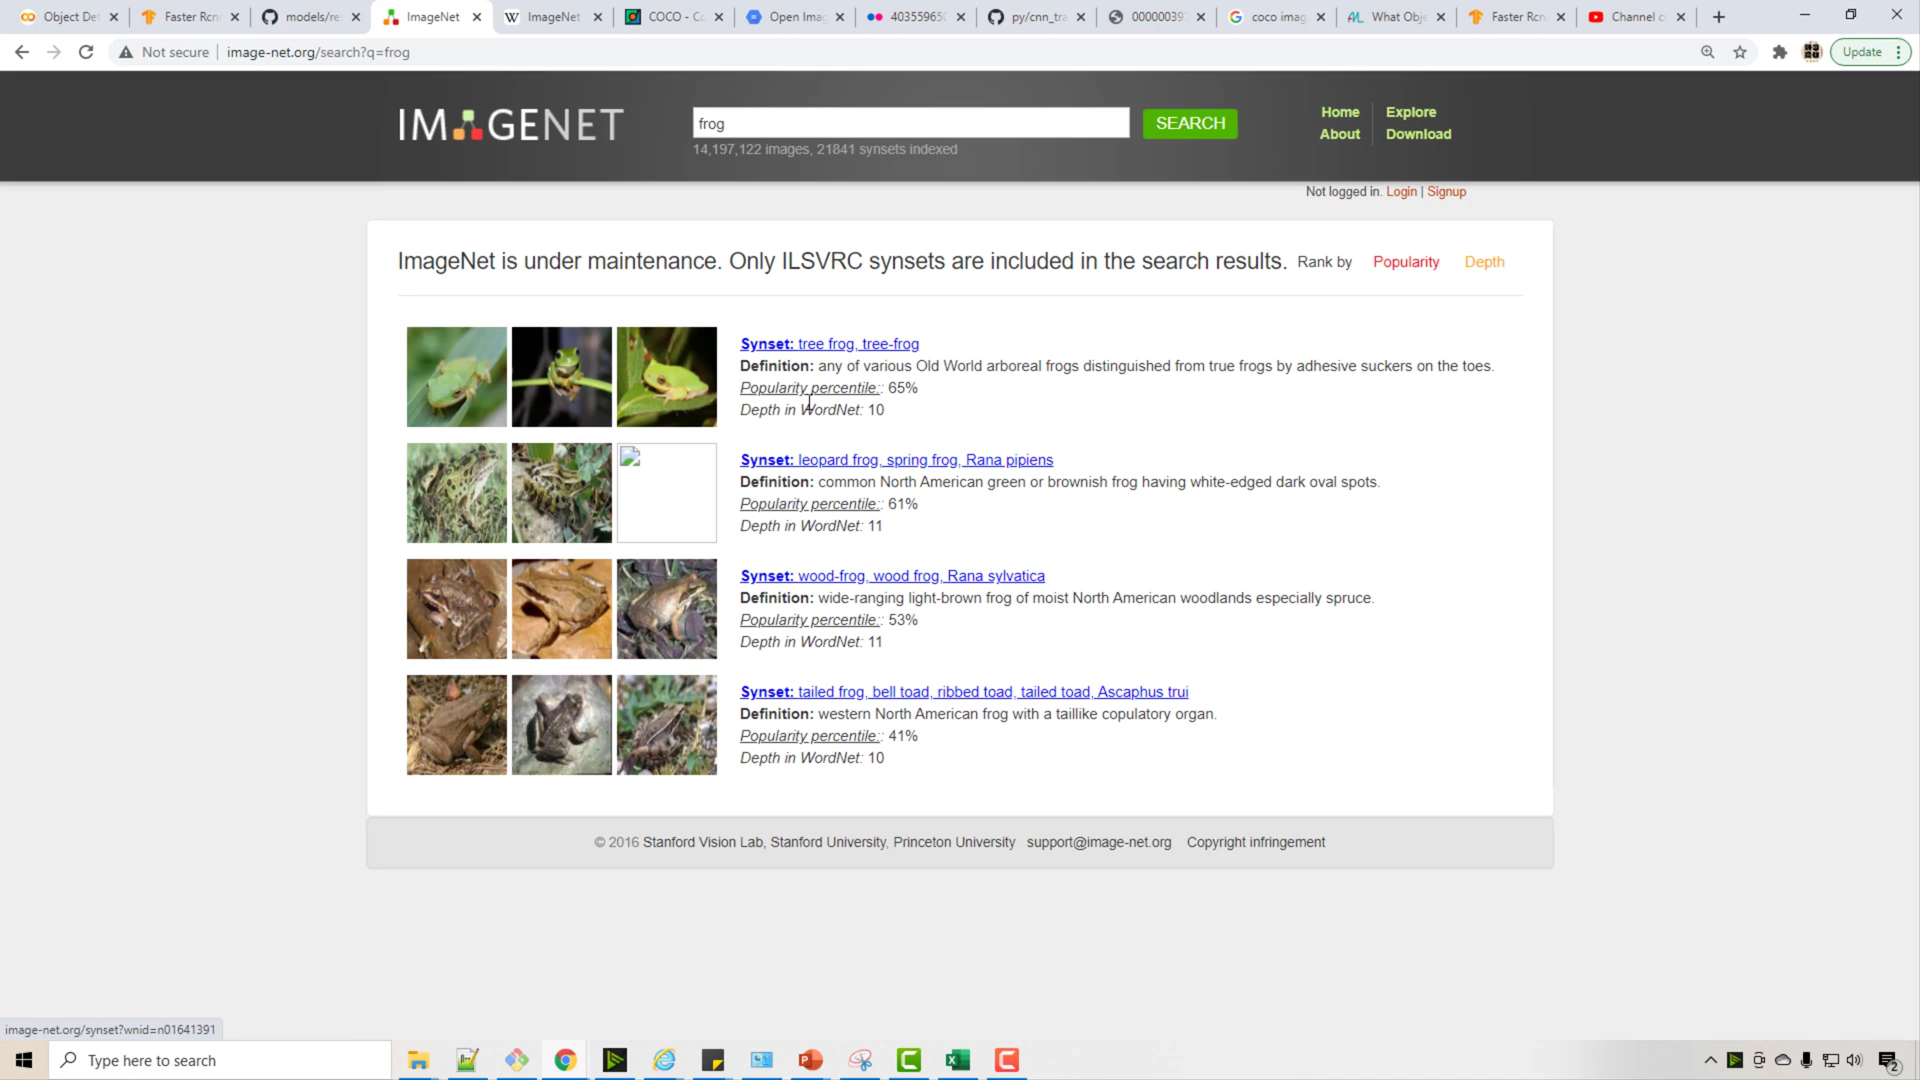 Object De
Faster Rcn
models/re
ImageNet
ImageNet
COCO - Co
Open Ima
403559650
py/cnn_tra
0000003
coco imag
What Obje
Faster Rcn
Channel c
Not secure
image-net.org/search?q=frog
Update
IMAGENET
frog
SEARCH
14,197,122 images, 21841 synsets indexed
Home
Explore
About
Download
Not logged in. Login | Signup
ImageNet is under maintenance. Only ILSVRC synsets are included in the search results. Rank by Popularity Depth
Synset: tree frog, tree-frog
Definition: any of various Old World arboreal frogs distinguished from true frogs by adhesive suckers on the toes.
Popularity percentile:: 65%
Depth in WordNet: 10
Synset: leopard frog, spring frog, Rana pipiens
Definition: common North American green or brownish frog having white-edged dark oval spots.
Popularity percentile:: 61%
Depth in WordNet: 11
Synset: wood-frog, wood frog, Rana sylvatica
Definition: wide-ranging light-brown frog of moist North American woodlands especially spruce.
Popularity percentile:: 53%
Depth in WordNet: 11
Synset: tailed frog, bell toad, ribbed toad, tailed toad, Ascaphus trui
Definition: western North American frog with a taillike copulatory organ.
Popularity percentile:: 41%
Depth in WordNet: 10
© 2016 Stanford Vision Lab, Stanford University, Princeton University support@image-net.org Copyright infringement
image-net.org/synset?wnid=n01641391
Type here to search
2